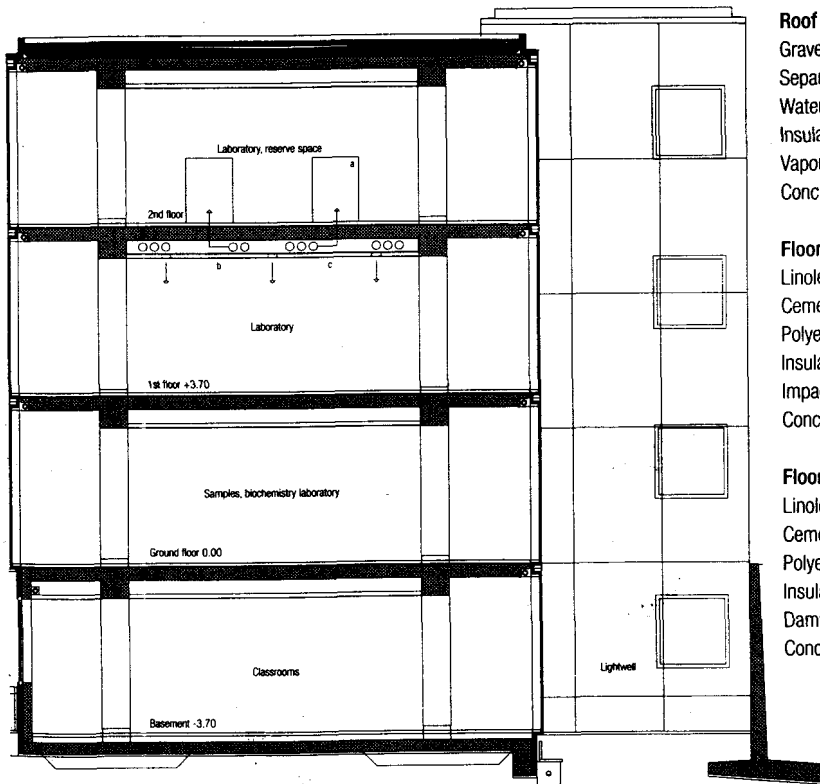 Laboratory, reserve space
a
2nd floor
b
c
Laboratory
1st floor +3.70
Samples, biochemistry laboratory
Ground floor 0.00
Classrooms
Lightwell
Basement -3.70
Roof
Grave
Separ
Water
Insula
Vapou
Conc
Floor
Linole
Ceme
Polye
Insula
Impac
Conc
Floor
Linole
Ceme
Polye
Insula
Dam
Conc